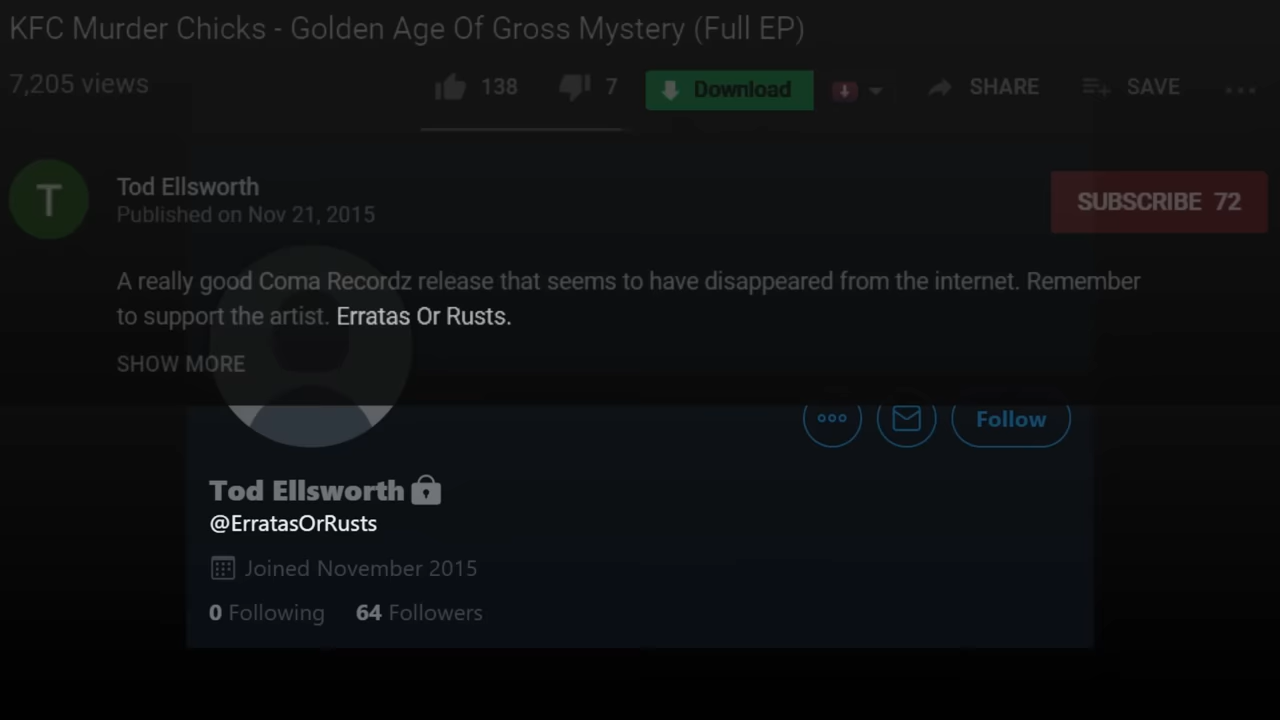 KFC Murder Chicks - Golden Age Of Gross Mystery (Full EP)
7,205 views
138
7
Download
SHARE
SAVE
T
Tod Ellsworth
Published on Nov 21, 2015
SUBSCRIBE 72
A really good Coma Recordz release that seems to have disappeared from the internet. Remember
to support the artist. Erratas Or Rusts.
SHOW MORE
Follow
Tod Ellsworth
@ErratasOrRusts
Joined November 2015
0 Following 64 Followers